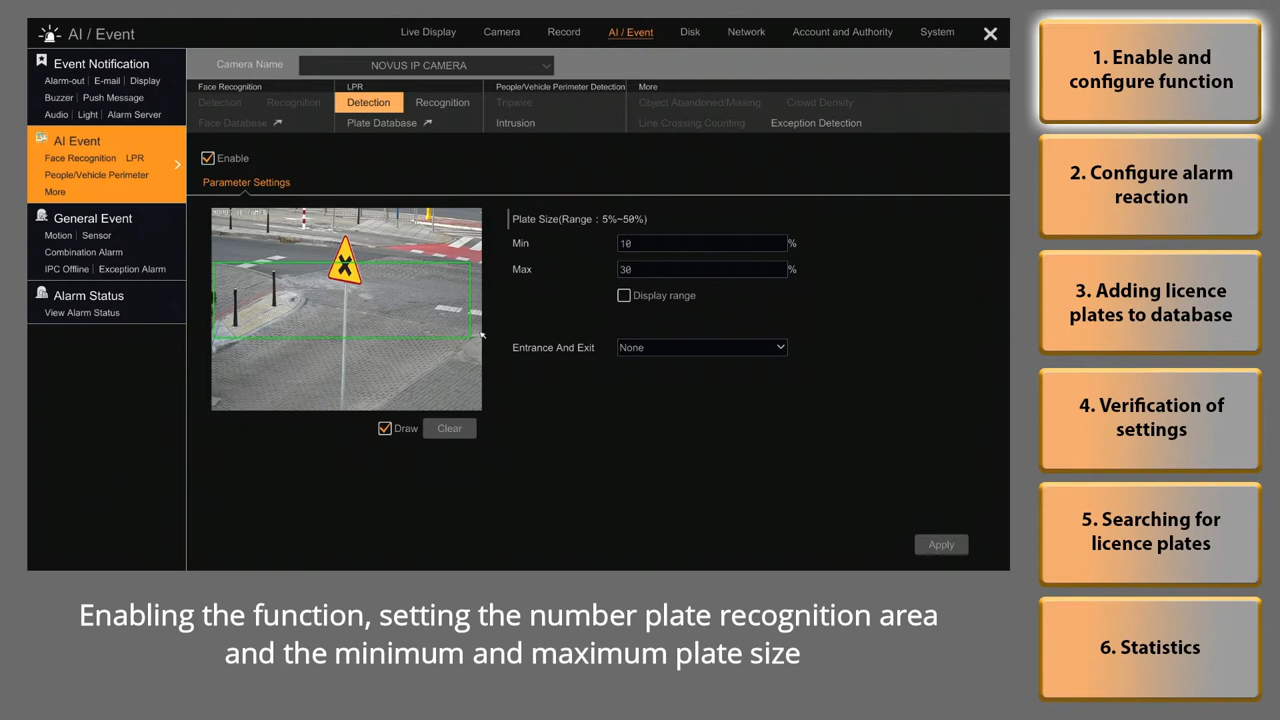 AI / Event
Live Display
Camera
Record
AI/Event
Disk
Network
Account and Authority
System
Event Notification
Alarm-out | E-mail | Display
Buzzer | Push Message
Audio | Light | Alarm Server
AI Event
Face Recognition LPR
People/Vehicle Perimeter
More
General Event
Motion | Sensor
Combination Alarm
IPC Offline | Exception Alarm
Alarm Status
View Alarm Status
Camera Name
NOVUS IP CAMERA
Face Recognition
Detection
Recognition
Face Database
LPR
Detection
Recognition
Plate Database
People/Vehicle Perimeter Detection
Tripwire
Intrusion
More
Object Abandoned/Missing
Crowd Density
Line Crossing Counting
Exception Detection
Enable
Parameter Settings
NOVUS IP CAMERA
Plate Size(Range : 5%~50%)
Min
10
%
Max
30
%
Display range
Entrance And Exit
None
Draw
Clear
Apply
Enabling the function, setting the number plate recognition area
and the minimum and maximum plate size
1. Enable and
configure function
2. Configure alarm
reaction
3. Adding licence
plates to database
4. Verification of
settings
5. Searching for
licence plates
6. Statistics